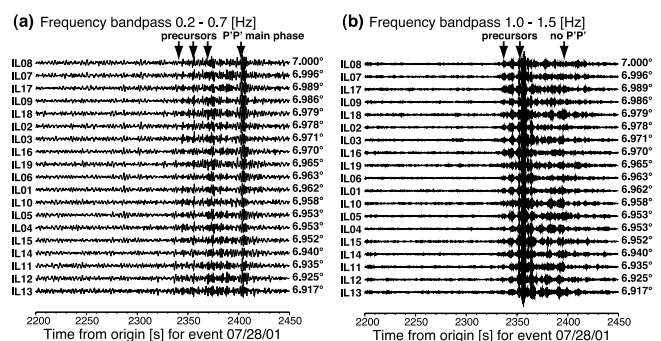 (a) Frequency bandpass 0.2 - 0.7 [Hz]
precursors P'P' main phase
IL08 7.000°
IL07 6.996°
IL17 6.989°
IL09 6.986°
IL18 6.979°
IL02 6.978°
IL03 6.971°
IL16 6.970°
IL19 6.965°
IL06 6.963°
IL01 6.962°
IL10 6.958°
IL05 6.953°
IL04 6.953°
IL15 6.952°
IL14 6.940°
IL11 6.935°
IL12 6.925°
IL13 6.917°
2200 2250 2300 2350 2400 2450
Time from origin [s] for event 07/28/01
(b) Frequency bandpass 1.0 - 1.5 [Hz]
precursors no P'P'
IL08 7.000°
IL07 6.996°
IL17 6.989°
IL09 6.986°
IL18 6.979°
IL02 6.978°
IL03 6.971°
IL16 6.970°
IL19 6.965°
IL06 6.963°
IL01 6.962°
IL10 6.958°
IL05 6.953°
IL04 6.953°
IL15 6.952°
IL14 6.940°
IL11 6.935°
IL12 6.925°
IL13 6.917°
2200 2250 2300 2350 2400 2450
Time from origin [s] for event 07/28/01